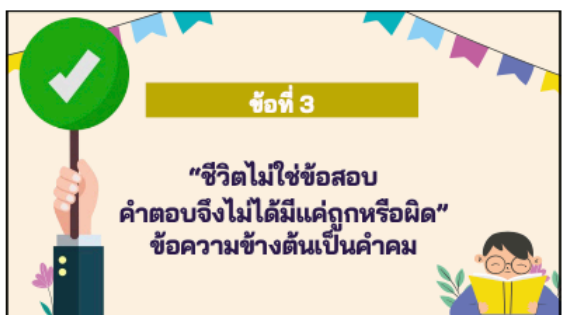 ข้อที่ 3
“ชีวิตไม่ใช่ข้อสอบ
คำตอบจึงไม่ได้มีแค่ถูกหรือผิด”
ข้อความข้างต้นเป็นคำคม